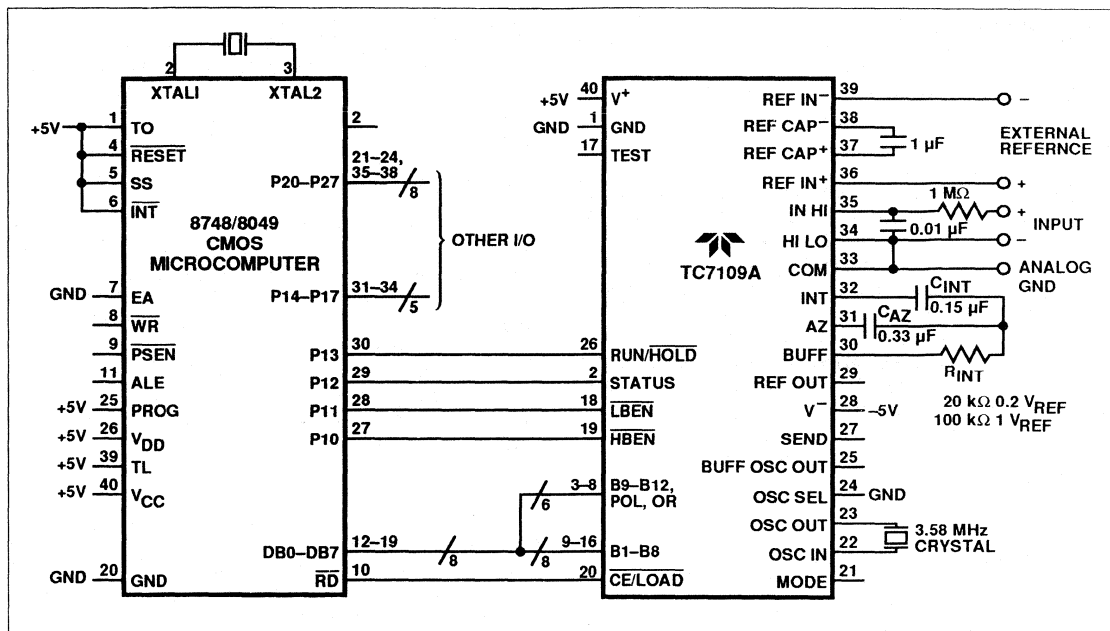 2
3
XTAL1
XTAL2
+5V
1
TO
4
RESET
5
SS
6
INT
8748/8049
CMOS
MICROCOMPUTER
GND
7
EA
8
WR
9
PSEN
11
ALE
+5V
25
PROG
+5V
26
VDD
+5V
39
TL
+5V
40
VCC
GND
20
GND
2
21–24,
35–38
P20–P27
8
OTHER I/O
P14–P17
31–34
5
P13
30
P12
29
P11
28
P10
27
DB0–DB7
12–19
8
RD
10
6
8
+5V
40
V+
GND
1
GND
17
TEST
TC7109A
26
RUN/HOLD
2
STATUS
18
LBEN
19
HBEN
3–8
B9–B12,
POL, OR
9–16
B1–B8
20
CE/LOAD
REF IN–
39
–
REF CAP–
38
1 µF
EXTERNAL
REFERNCE
REF CAP+
37
REF IN+
36
+
IN HI
35
1 MΩ
+
INPUT
0.01 µF
HI LO
34
–
COM
33
ANALOG
GND
INT
32
CINT
0.15 µF
AZ
31
CAZ
0.33 µF
BUFF
30
RINT
REF OUT
29
20 kΩ 0.2 VREF
100 kΩ 1 VREF
V–
28
–5V
SEND
27
BUFF OSC OUT
25
OSC SEL
24
GND
OSC OUT
23
3.58 MHz
CRYSTAL
OSC IN
22
MODE
21